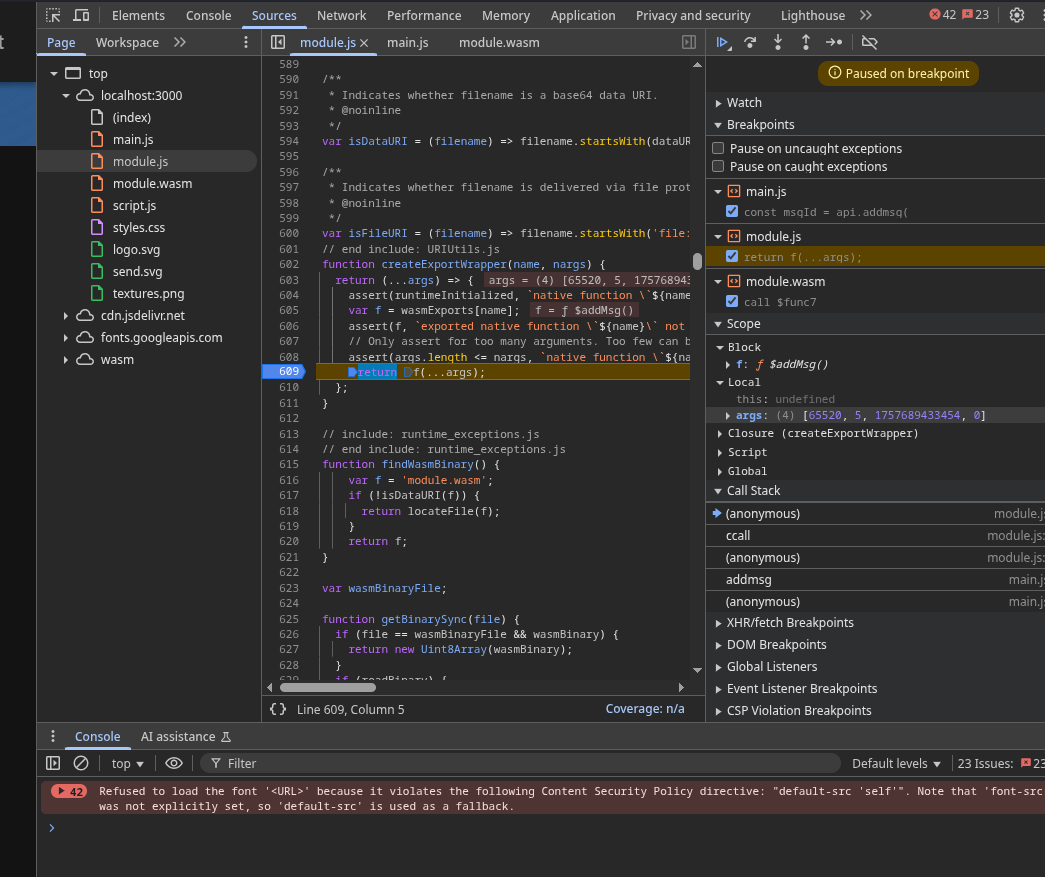 t
Elements Console Sources Network Performance Memory Application Privacy and security Lighthouse 42 23
Page Workspace
top
localhost:3000
(index)
main.js
module.js
module.wasm
script.js
styles.css
logo.svg
send.svg
textures.png
cdn.jsdelivr.net
fonts.googleapis.com
wasm
module.js main.js module.wasm
589
590 /**
591 * Indicates whether filename is a base64 data URI.
592 * @noinline
593 */
594 var isDataURI = (filename) => filename.startsWith(dataUR
595
596 /**
597 * Indicates whether filename is delivered via file prot
598 * @noinline
599 */
600 var isFileURI = (filename) => filename.startsWith('file:
601 // end include: URIUtils.js
602 function createExportWrapper(name, nargs) {
603 return (...args) => { args = (4) [65520, 5, 175768943
604 assert(runtimeInitialized, `native function \`${name
605 var f = wasmExports[name]; f = ƒ $addMsg()
606 assert(f, `exported native function \`${name}\` not
607 // Only assert for too many arguments. Too few can b
608 assert(args.length <= nargs, `native function \`${na
609 return f(...args);
610 };
611 }
612
613 // include: runtime_exceptions.js
614 // end include: runtime_exceptions.js
615 function findWasmBinary() {
616 var f = 'module.wasm';
617 if (!isDataURI(f)) {
618 return locateFile(f);
619 }
620 return f;
621 }
622
623 var wasmBinaryFile;
624
625 function getBinarySync(file) {
626 if (file == wasmBinaryFile && wasmBinary) {
627 return new Uint8Array(wasmBinary);
628 }
629 if (readBinary) {
{} Line 609, Column 5 Coverage: n/a
Paused on breakpoint
Watch
Breakpoints
Pause on uncaught exceptions
Pause on caught exceptions
main.js
const msgId = api.addmsg(
module.js
return f(...args);
module.wasm
call $func7
Scope
Block
f: ƒ $addMsg()
Local
this: undefined
args: (4) [65520, 5, 1757689433454, 0]
Closure (createExportWrapper)
Script
Global
Call Stack
(anonymous) module.js
ccall module.js:
(anonymous) module.js:
addmsg main.j
(anonymous) main.j
XHR/fetch Breakpoints
DOM Breakpoints
Global Listeners
Event Listener Breakpoints
CSP Violation Breakpoints
Console AI assistance
top Filter Default levels 23 Issues: 23
42 Refused to load the font '<URL>' because it violates the following Content Security Policy directive: "default-src 'self'". Note that 'font-src
was not explicitly set, so 'default-src' is used as a fallback.